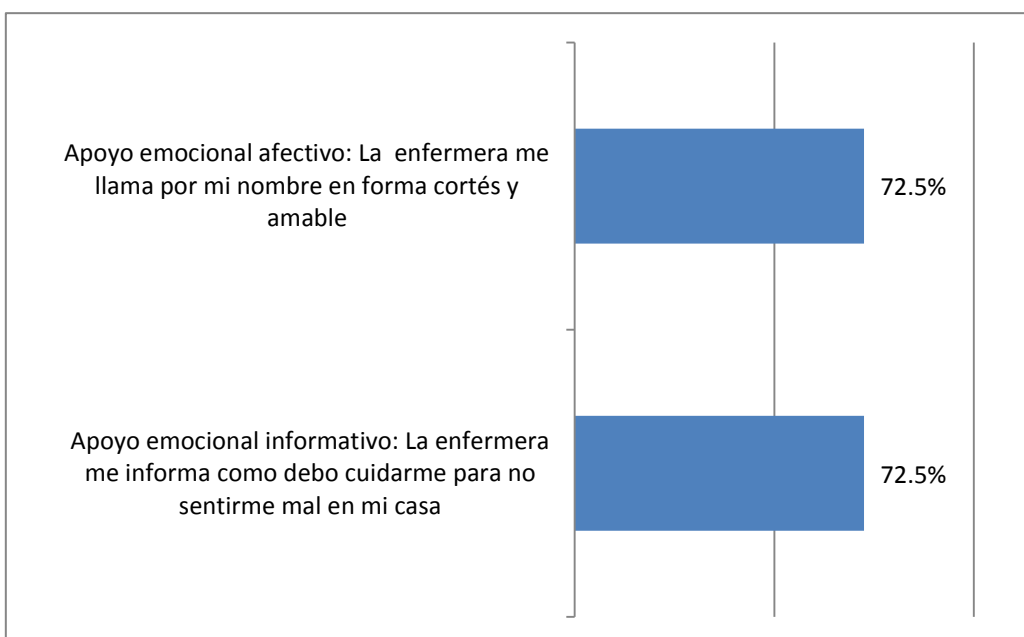 Apoyo emocional afectivo: La enfermera me
llama por mi nombre en forma cortés y
amable
72.5%
Apoyo emocional informativo: La enfermera
me informa como debo cuidarme para no
sentirme mal en mi casa
72.5%